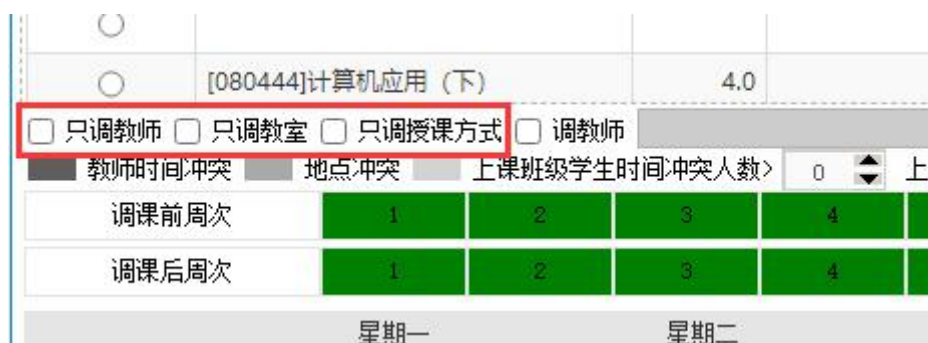 [080444]计算机应用（下） 4.0
只调教师 只调教室 只调授课方式 调教师
教师时间冲突 地点冲突 上课班级学生时间冲突人数> 0 上
调课前周次 1 2 3 4
调课后周次 1 2 3 4
星期一 星期二